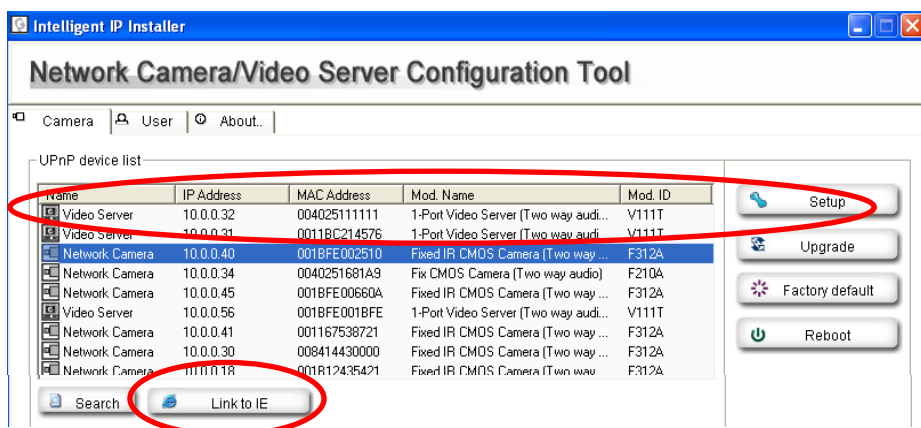 Intelligent IP Installer
Network Camera/Video Server Configuration Tool
Camera User About..
UPnP device list
Name IP Address MAC Address Mod. Name Mod. ID
Video Server 10.0.0.32 004025111111 1-Port Video Server (Two way audi... V111T
Video Server 10.0.0.31 0011BC214576 1-Port Video Server (Two way audi... V111T
Network Camera 10.0.0.40 001BFE002510 Fixed IR CMOS Camera (Two way ... F312A
Network Camera 10.0.0.34 0040251681A9 Fix CMOS Camera (Two way audio) F210A
Network Camera 10.0.0.45 001BFE00660A Fixed IR CMOS Camera (Two way ... F312A
Video Server 10.0.0.56 001BFE001BFE 1-Port Video Server (Two way audi... V111T
Network Camera 10.0.0.41 001167538721 Fixed IR CMOS Camera (Two way ... F312A
Network Camera 10.0.0.30 008414430000 Fixed IR CMOS Camera (Two way ... F312A
Network Camera 10.0.0.18 001B12435421 Fixed IR CMOS Camera (Two way ... F312A
Setup
Upgrade
Factory default
Reboot
Search Link to IE